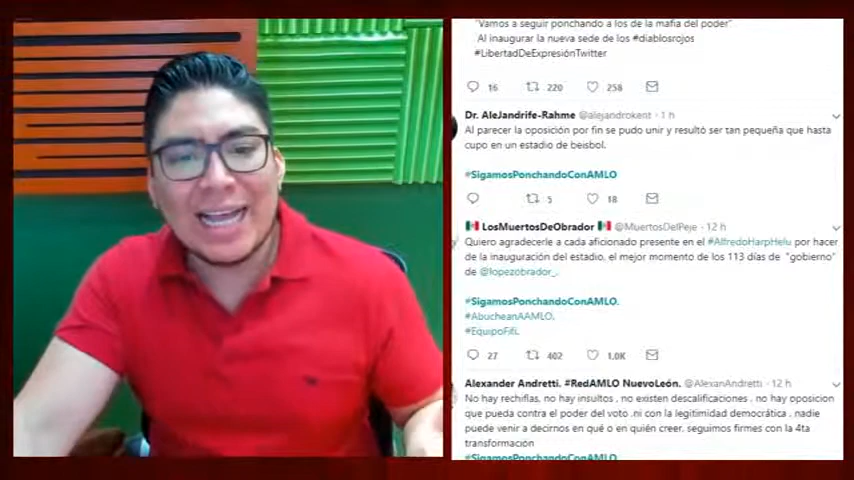 "Vamos a seguir ponchando a los de la mafia del poder"
Al inaugurar la nueva sede de los #diablosrojos
#LibertadDeExpresiónTwitter
16 220 258
Dr. AleJandrife-Rahme @alejandrokent · 1 h
Al parecer la oposición por fin se pudo unir y resultó ser tan pequeña que hasta
cupo en un estadio de beisbol.
#SigamosPonchandoConAMLO
5 18
LosMuertosDeObrador @MuertosDelPeje · 12 h
Quiero agradecerle a cada aficionado presente en el #AlfredoHarpHelu por hacer
de la inauguración del estadio, el mejor momento de los 113 días de "gobierno"
de @lopezobrador_.
#SigamosPonchandoConAMLO.
#AbucheanAAMLO.
#EquipoFifi.
27 402 1,0K
Alexander Andretti. #RedAMLO NuevoLeón. @AlexanAndretti · 12 h
No hay rechiflas, no hay insultos , no existen descalificaciones , no hay oposicion
que pueda contra el poder del voto ,ni con la legitimidad democrática , nadie
puede venir a decirnos en qué o en quién creer, seguimos firmes con la 4ta
transformación
#SigamosPonchandoConAMLO